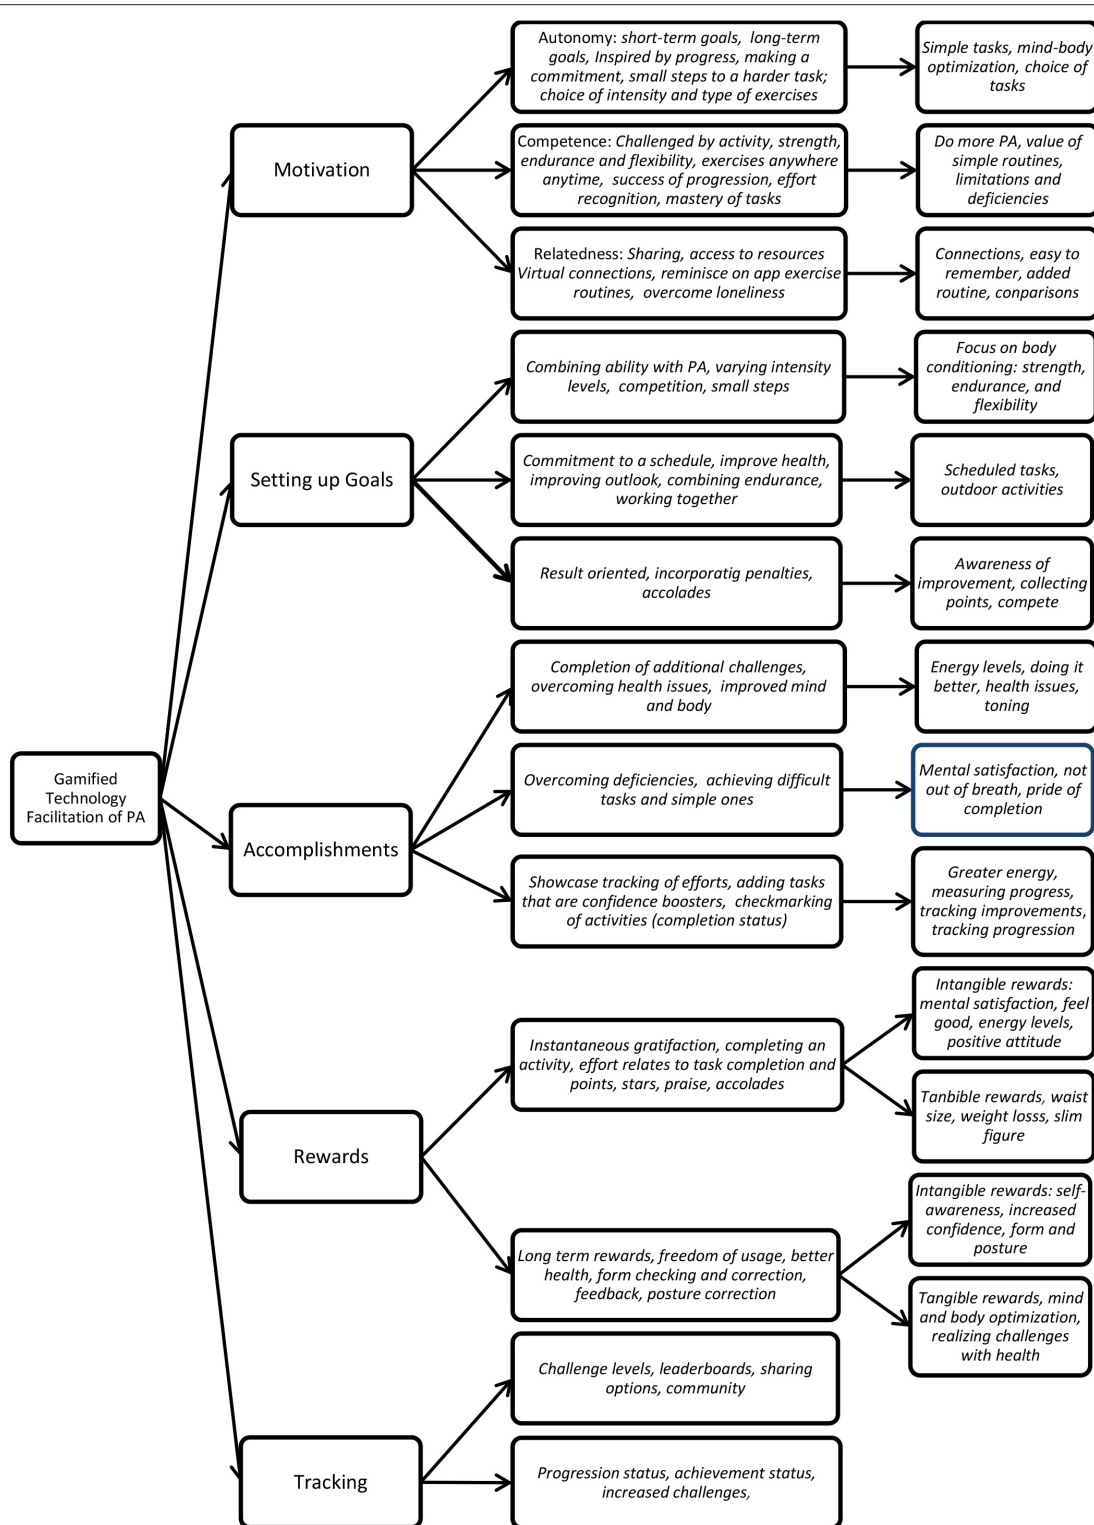 Gamified
Technology
Facilitation of PA
Motivation
Autonomy: short-term goals, long-term
goals, Inspired by progress, making a
commitment, small steps to a harder task;
choice of intensity and type of exercises
Simple tasks, mind-body
optimization, choice of
tasks
Competence: Challenged by activity, strength,
endurance and flexibility, exercises anywhere
anytime, success of progression, effort
recognition, mastery of tasks
Do more PA, value of
simple routines,
limitations and
deficiencies
Relatedness: Sharing, access to resources
Virtual connections, reminisce on app exercise
routines, overcome loneliness
Connections, easy to
remember, added
routine, conparisons
Setting up Goals
Combining ability with PA, varying intensity
levels, competition, small steps
Focus on body
conditioning: strength,
endurance, and
flexibility
Commitment to a schedule, improve health,
improving outlook, combining endurance,
working together
Scheduled tasks,
outdoor activities
Result oriented, incorporatig penalties,
accolades
Awareness of
improvement, collecting
points, compete
Accomplishments
Completion of additional challenges,
overcoming health issues, improved mind
and body
Energy levels, doing it
better, health issues,
toning
Overcoming deficiencies, achieving difficult
tasks and simple ones
Mental satisfaction, not
out of breath, pride of
completion
Showcase tracking of efforts, adding tasks
that are confidence boosters, checkmarking
of activities (completion status)
Greater energy,
measuring progress,
tracking improvements,
tracking progression
Rewards
Instantaneous gratifaction, completing an
activity, effort relates to task completion and
points, stars, praise, accolades
Intangible rewards:
mental satisfaction, feel
good, energy levels,
positive attitude
Tanbible rewards, waist
size, weight losss, slim
figure
Long term rewards, freedom of usage, better
health, form checking and correction,
feedback, posture correction
Intangible rewards: self-
awareness, increased
confidence, form and
posture
Tangible rewards, mind
and body optimization,
realizing challenges
with health
Tracking
Challenge levels, leaderboards, sharing
options, community
Progression status, achievement status,
increased challenges,